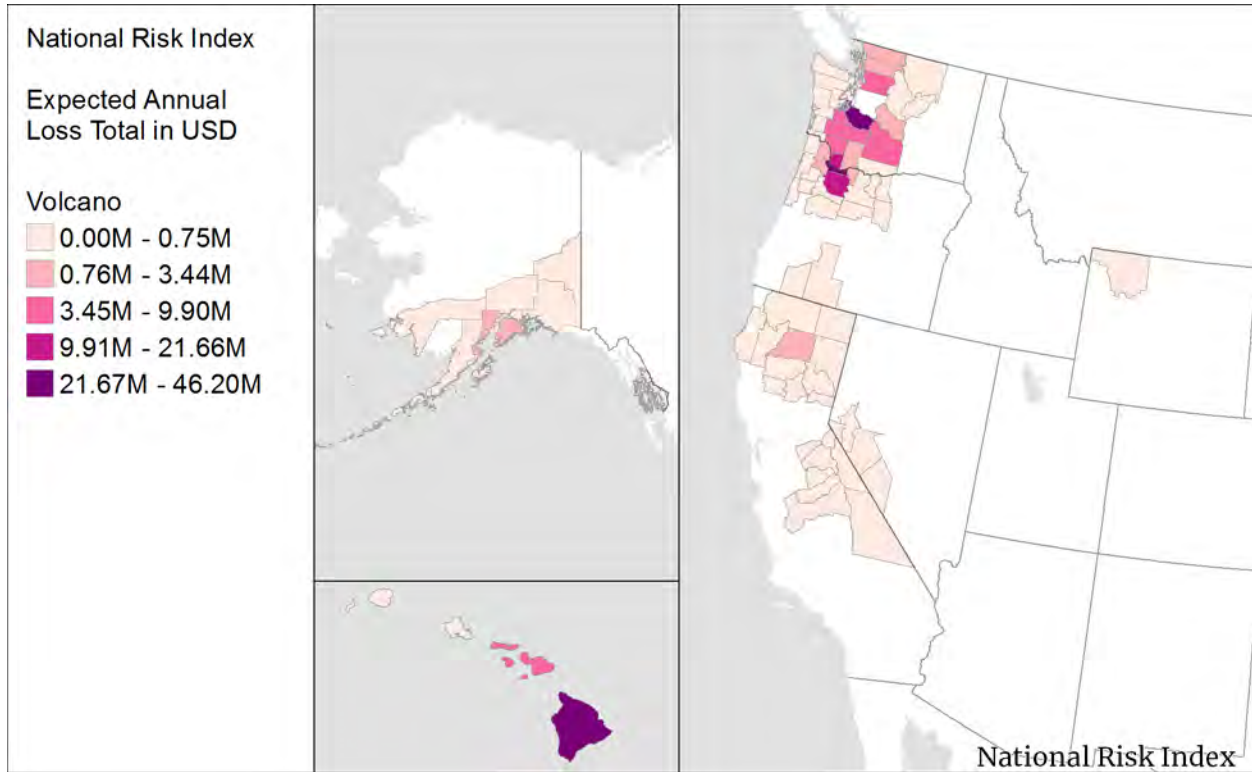 National Risk Index
Expected Annual
Loss Total in USD
Volcano
0.00M - 0.75M
0.76M - 3.44M
3.45M - 9.90M
9.91M - 21.66M
21.67M - 46.20M
National Risk Index